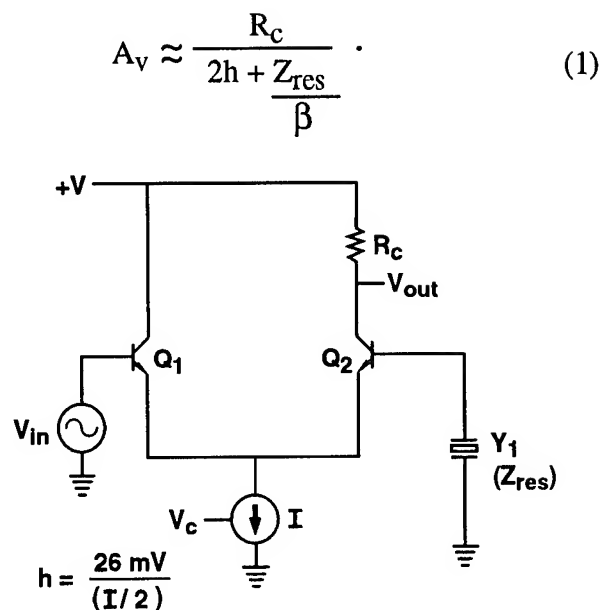 A_v ≈ R_c / (2h + Z_res / β) . (1)
+V
R_c
V_out
Q_1
Q_2
V_in
Y_1
(Z_res)
V_c
I
h = 26 mV / (I/2)